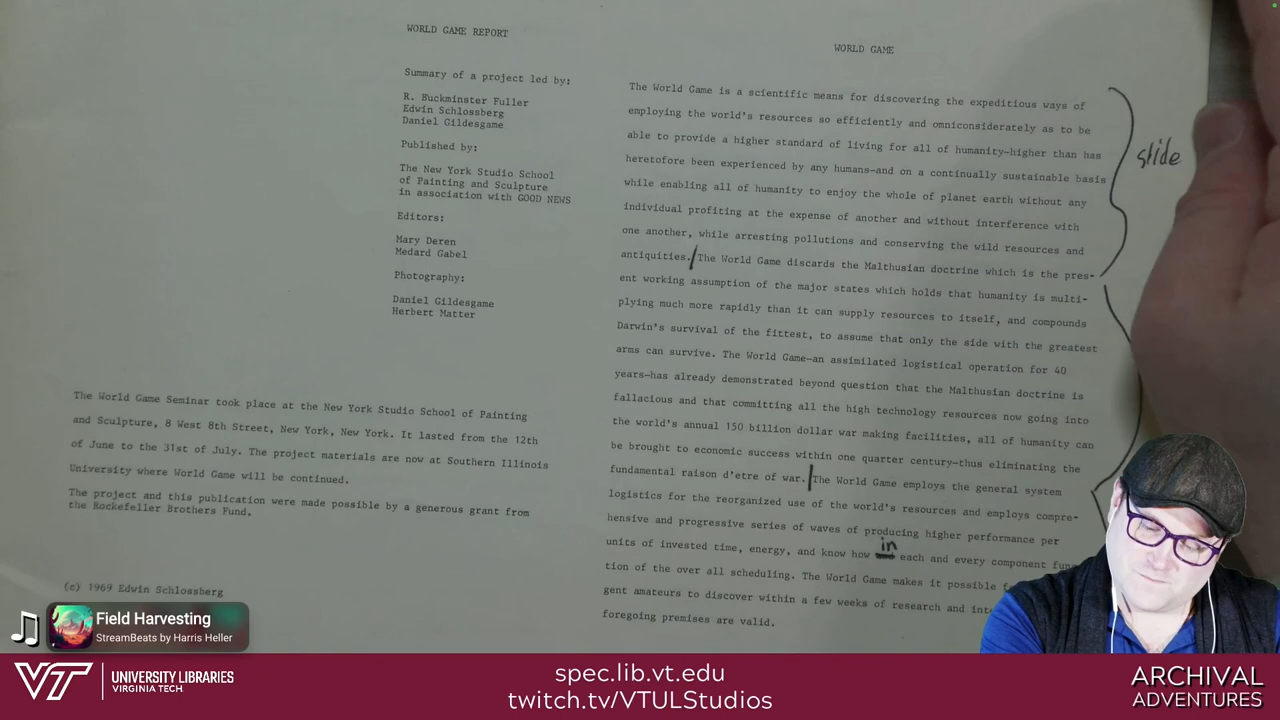 WORLD GAME REPORT
Summary of a project led by:
R. Buckminster Fuller
Edwin Schlossberg
Daniel Gildesgame
Published by:
The New York Studio School
of Painting and Sculpture
in association with GOOD NEWS
Editors:
Mary Deren
Medard Gabel
Photography:
Daniel Gildesgame
Herbert Matter
The World Game Seminar took place at the New York Studio School of Painting
and Sculpture, 8 West 8th Street, New York, New York. It lasted from the 12th
of June to the 31st of July. The project materials are now at Southern Illinois
University where World Game will be continued.
The project and this publication were made possible by a generous grant from
the Rockefeller Brothers Fund.
(c) 1969 Edwin Schlossberg
WORLD GAME
The World Game is a scientific means for discovering the expeditious ways of
employing the world's resources so efficiently and omniconsiderately as to be
able to provide a higher standard of living for all of humanity—higher than has
heretofore been experienced by any humans—and on a continually sustainable basis
while enabling all of humanity to enjoy the whole of planet earth without any
individual profiting at the expense of another and without interference with
one another, while arresting pollutions and conserving the wild resources and
antiquities. The World Game discards the Malthusian doctrine which is the pres-
ent working assumption of the major states which holds that humanity is multi-
plying much more rapidly than it can supply resources to itself, and compounds
Darwin's survival of the fittest, to assume that only the side with the greatest
arms can survive. The World Game—an assimilated logistical operation for 40
years—has already demonstrated beyond question that the Malthusian doctrine is
fallacious and that committing all the high technology resources now going into
the world's annual 150 billion dollar war making facilities, all of humanity can
be brought to economic success within one quarter century—thus eliminating the
fundamental raison d'etre of war. The World Game employs the general system
logistics for the reorganized use of the world's resources and employs compre-
hensive and progressive series of waves of producing higher performance per
units of invested time, energy, and know how in each and every component
tion of the over all scheduling. The World Game makes it possible
gent amateurs to discover within a few weeks of research and
foregoing premises are valid.
slide
Field Harvesting
StreamBeats by Harris Heller
VT UNIVERSITY LIBRARIES
VIRGINIA TECH.
spec.lib.vt.edu
twitch.tv/VTULStudios
ARCHIVAL
ADVENTURES